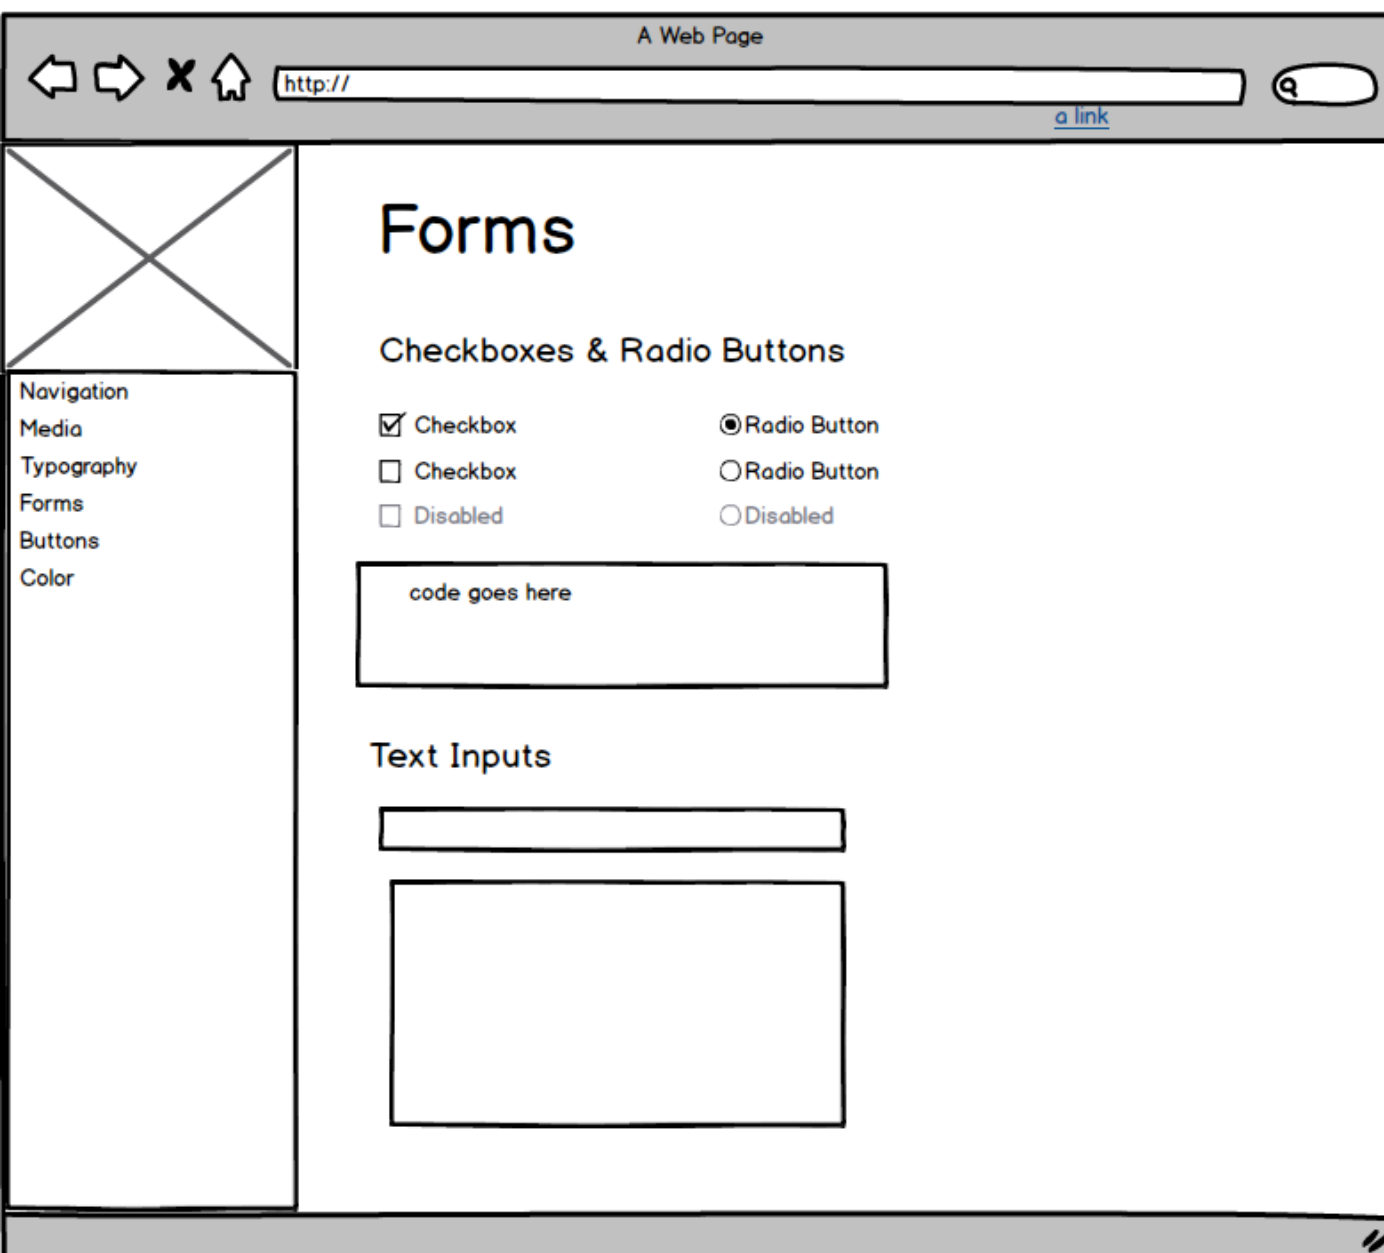 A Web Page
http://
a link
Navigation
Media
Typography
Forms
Buttons
Color
Forms
Checkboxes & Radio Buttons
Checkbox
Radio Button
Checkbox
Radio Button
Disabled
Disabled
code goes here
Text Inputs